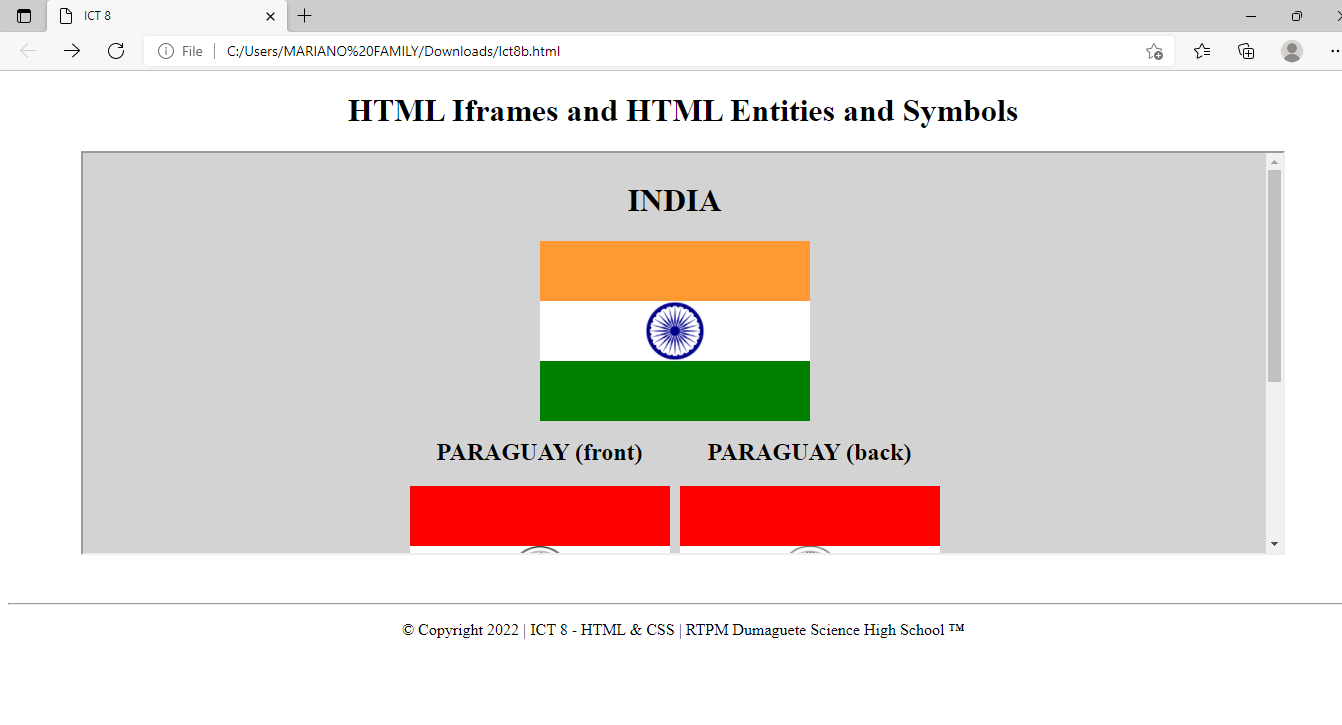 ICT 8
File
C:/Users/MARIANO%20FAMILY/Downloads/Ict8b.html
HTML Iframes and HTML Entities and Symbols
INDIA
PARAGUAY (front) PARAGUAY (back)
© Copyright 2022 | ICT 8 - HTML & CSS | RTPM Dumaguete Science High School ™